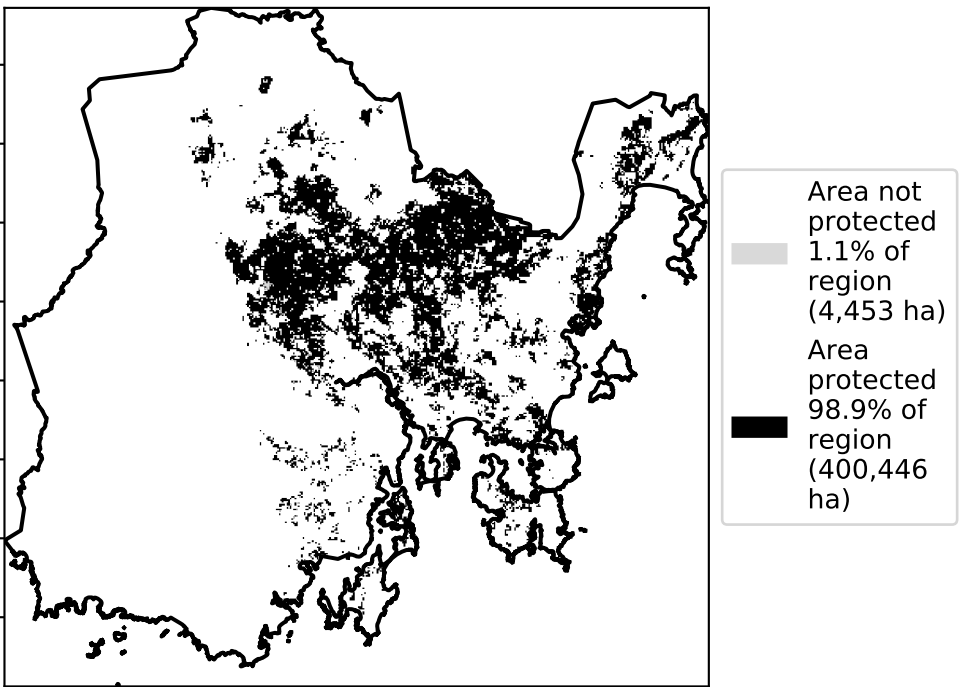 Area not
protected
1.1% of
region
(4,453 ha)
Area
protected
98.9% of
region
(400,446
ha)